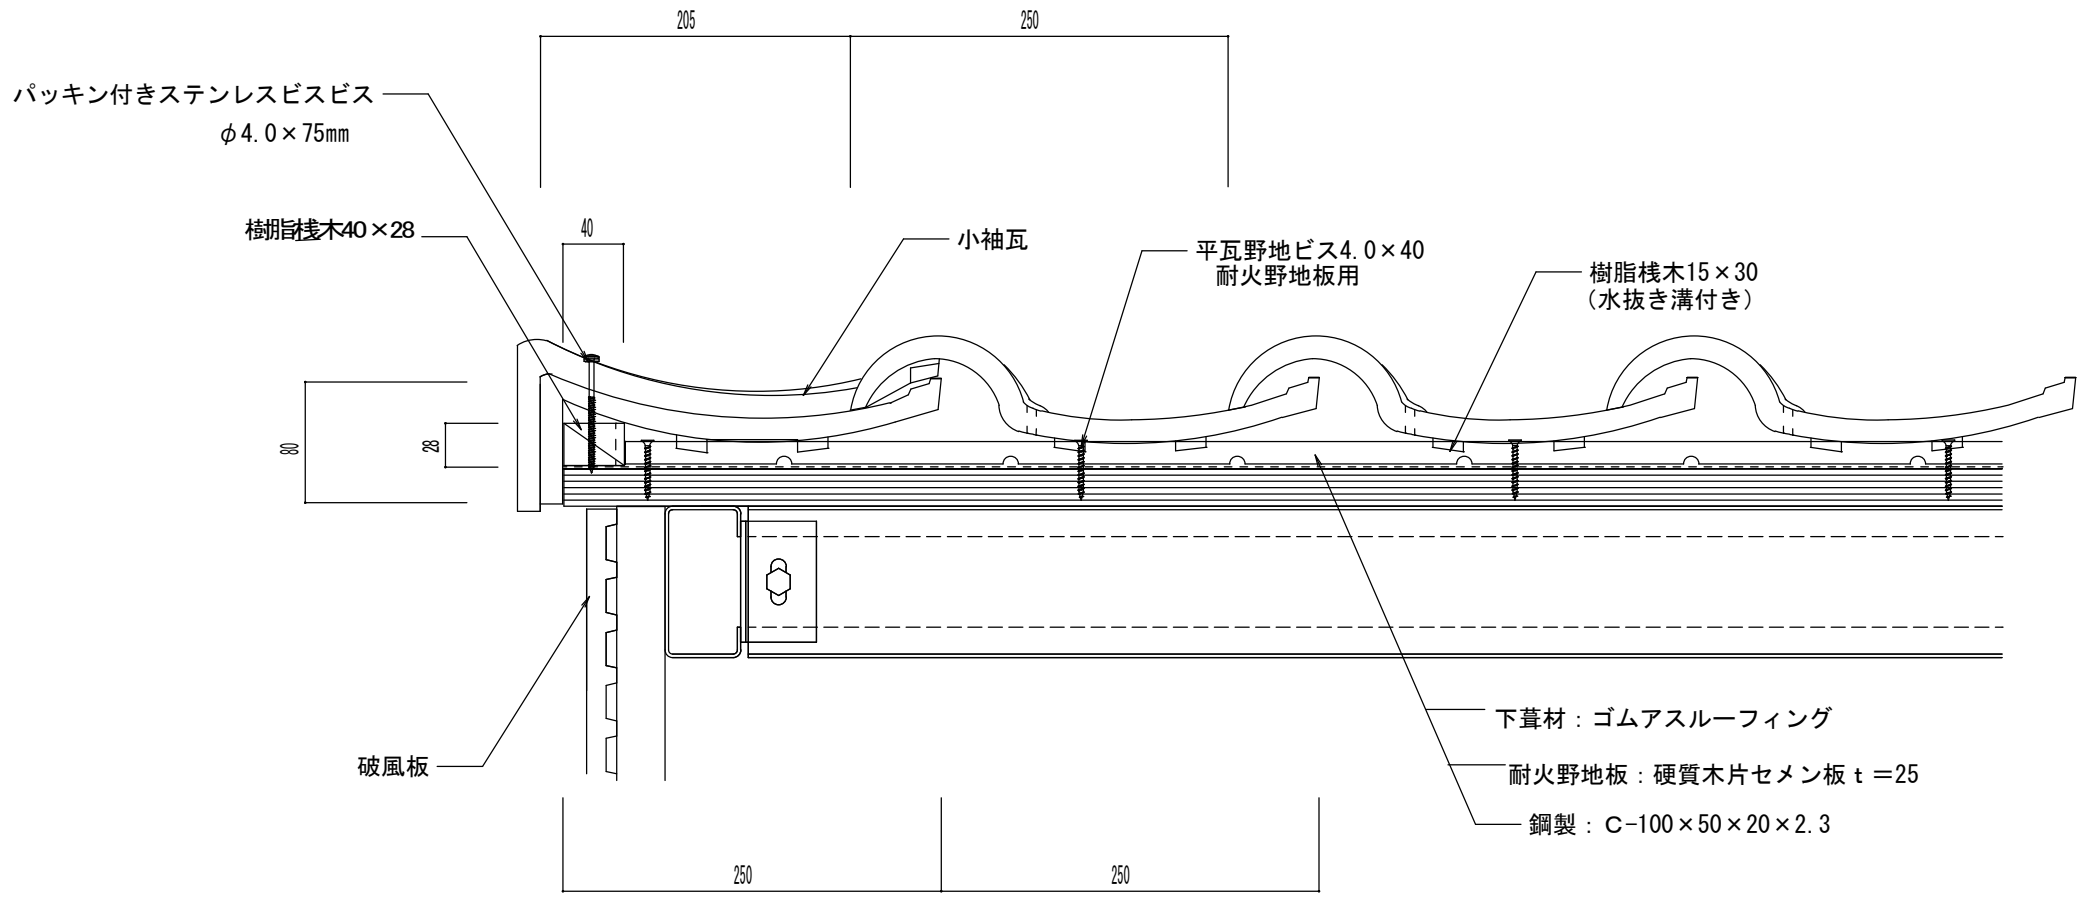 205
250
パッキン付きステンレスビスビス
φ4.0×75mm
樹脂桟木40×28
40
小袖瓦
平瓦野地ビス4.0×40
耐火野地板用
樹脂桟木15×30
（水抜き溝付き）
80
28
破風板
下葺材：ゴムアスルーフィング
耐火野地板：硬質木片セメン板ｔ＝25
鋼製：C-100×50×20×2.3
250
250